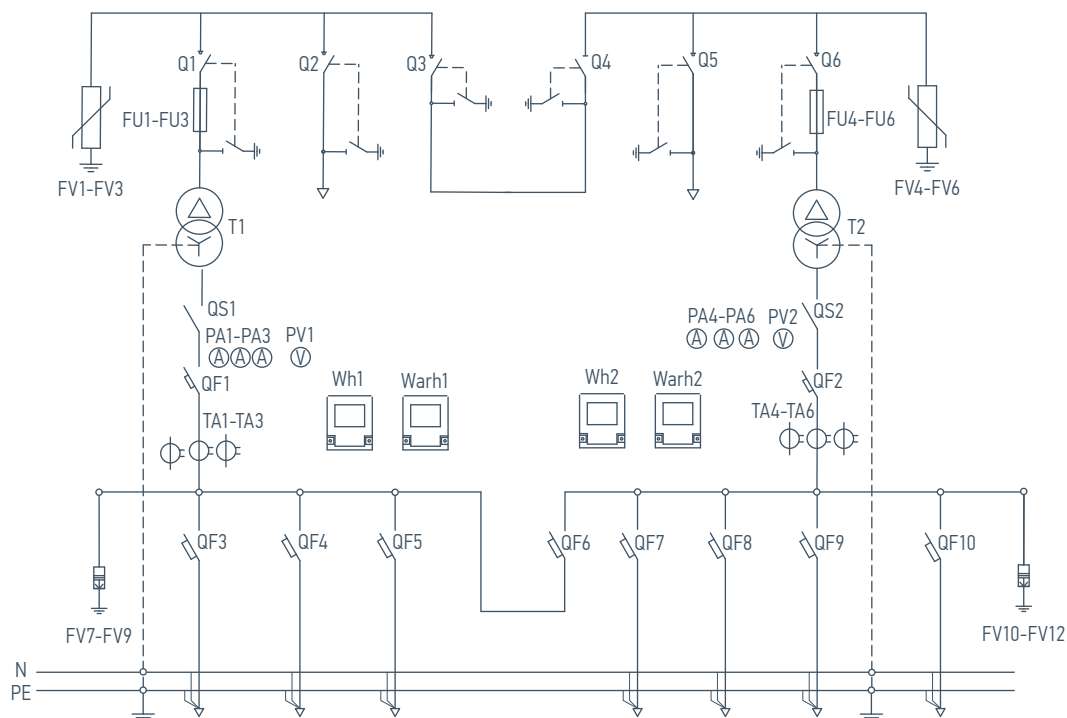 Q1 Q2 Q3 Q4 Q5 Q6
FU1-FU3 FU4-FU6
FV1-FV3 FV4-FV6
T1 T2
QS1 QS2
PA1-PA3 PV1 PA4-PA6 PV2
A A A V A A A V
QF1 Wh1 Warh1 Wh2 Warh2 QF2
TA1-TA3 TA4-TA6
QF3 QF4 QF5 QF6 QF7 QF8 QF9 QF10
FV7-FV9 FV10-FV12
N
PE